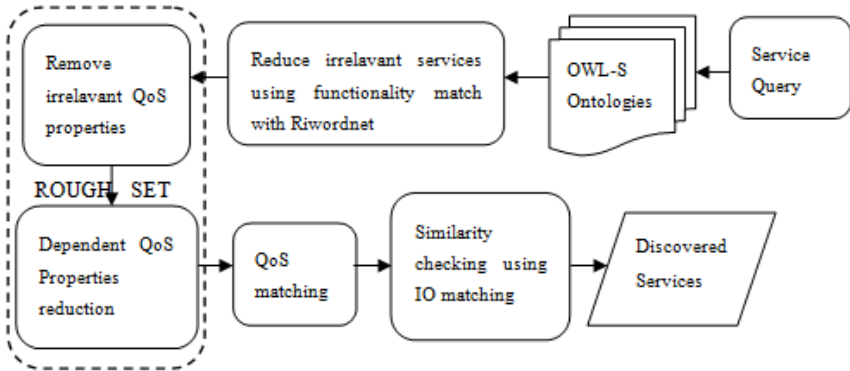 Service
Query
OWL-S
Ontologies
Reduce irrelavant services
using functionality match
with Riwordnet
Remove
irrelavant QoS
properties
ROUGH SET
Dependent QoS
Properties
reduction
QoS
matching
Similarity
checking using
IO matching
Discovered
Services